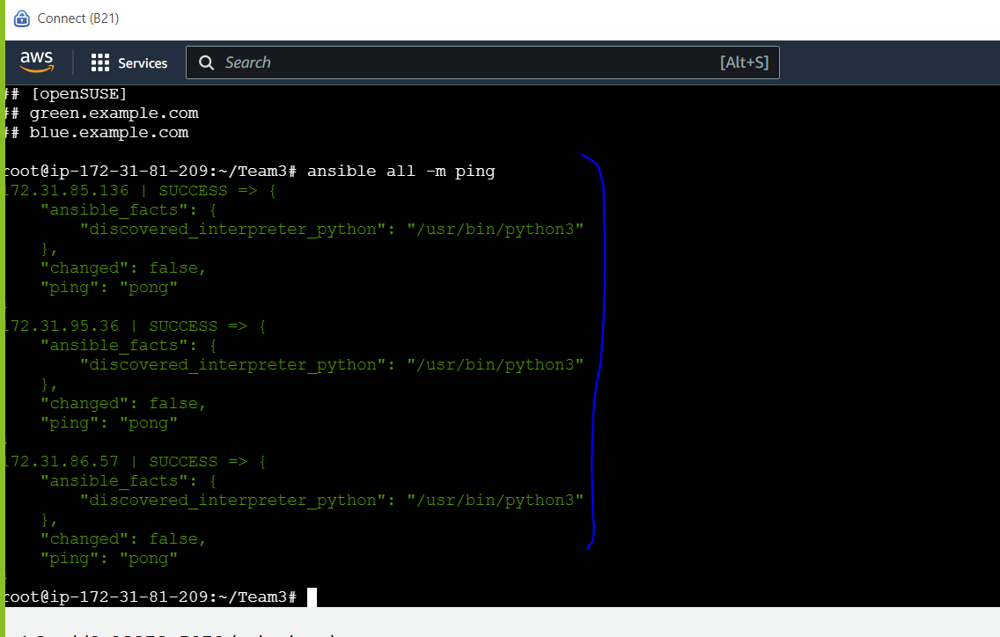 Connect (B21)
aws Services Search [Alt+S]
## [openSUSE]
## green.example.com
## blue.example.com
root@ip-172-31-81-209:~/Team3# ansible all -m ping
172.31.85.136 | SUCCESS => {
"ansible_facts": {
"discovered_interpreter_python": "/usr/bin/python3"
},
"changed": false,
"ping": "pong"
172.31.95.36 | SUCCESS => {
"ansible_facts": {
"discovered_interpreter_python": "/usr/bin/python3"
},
"changed": false,
"ping": "pong"
172.31.86.57 | SUCCESS => {
"ansible_facts": {
"discovered_interpreter_python": "/usr/bin/python3"
},
"changed": false,
"ping": "pong"
root@ip-172-31-81-209:~/Team3#